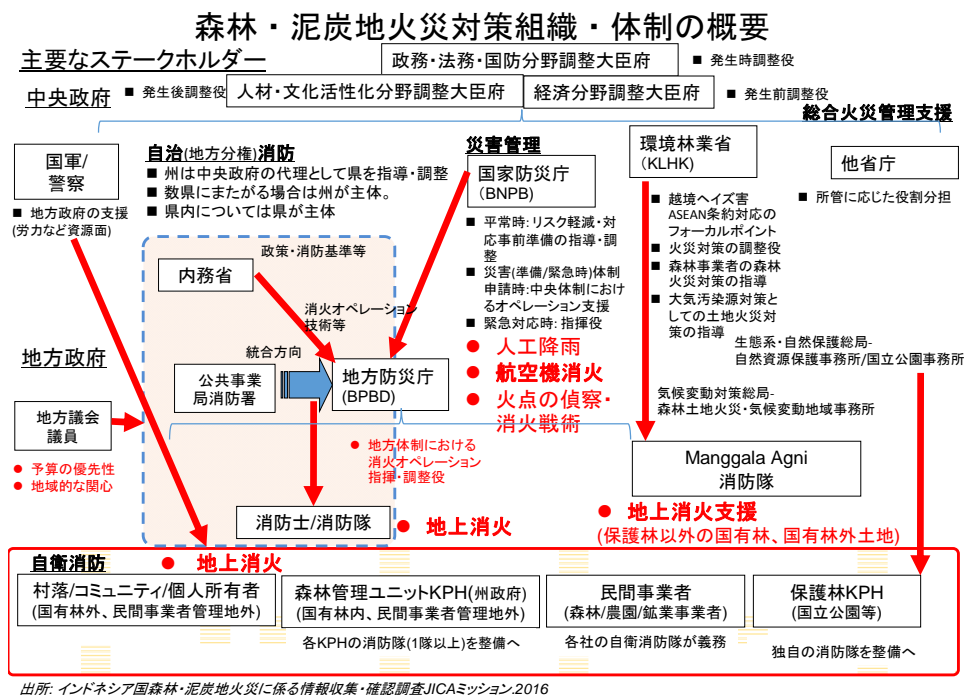 森林・泥炭地火災対策組織・体制の概要
主要なステークホルダー
政務・法務・国防分野調整大臣府
■ 発生時調整役
中央政府
■ 発生後調整役
人材・文化活性化分野調整大臣府
経済分野調整大臣府
■ 発生前調整役
総合火災管理支援
国軍/
警察
■ 地方政府の支援
(労力など資源面)
自治(地方分権)消防
■ 州は中央政府の代理として県を指導・調整
■ 数県にまたがる場合は州が主体。
■ 県内については県が主体
災害管理
国家防災庁
(BNPB)
■ 平常時: リスク軽減・対
応事前準備の指導・調
整
■ 災害(準備/緊急時)体制
申請時: 中央体制にお
けるオペレーション支援
■ 緊急対応時: 指揮役
● 人工降雨
● 航空機消火
● 火点の偵察・
消火戦術
環境林業省
(KLHK)
■ 越境ヘイズ害
ASEAN条約対応の
フォーカルポイント
■ 火災対策の調整役
■ 森林事業者の森林
火災対策の指導
■ 大気汚染源対策と
しての土地火災対
策の指導
他省庁
■ 所管に応じた役割分担
生態系・自然保護総局-
自然資源保護事務所/国立公園事務所
気候変動対策総局-
森林土地火災・気候変動地域事務所
内務省
政策・消防基準等
消火オペレーション
技術等
地方政府
統合方向
公共事業
局消防署
地方防災庁
(BPBD)
地方議会
議員
● 予算の優先性
● 地域的な関心
● 地方体制における
消火オペレーション
指揮・調整役
Manggala Agni
消防隊
消防士/消防隊
● 地上消火
● 地上消火支援
(保護林以外の国有林、国有林外土地)
自衛消防
● 地上消火
村落/コミュニティ/個人所有者
(国有林外、民間事業者管理地外)
森林管理ユニットKPH(州政府)
(国有林内、民間事業者管理地外)
各KPHの消防隊(1隊以上)を整備へ
民間事業者
(森林/農園/鉱業事業者)
各社の自衛消防隊が義務
保護林KPH
(国立公園等)
独自の消防隊を整備へ
出所: インドネシア国森林・泥炭地火災に係る情報収集・確認調査JICAミッション.2016